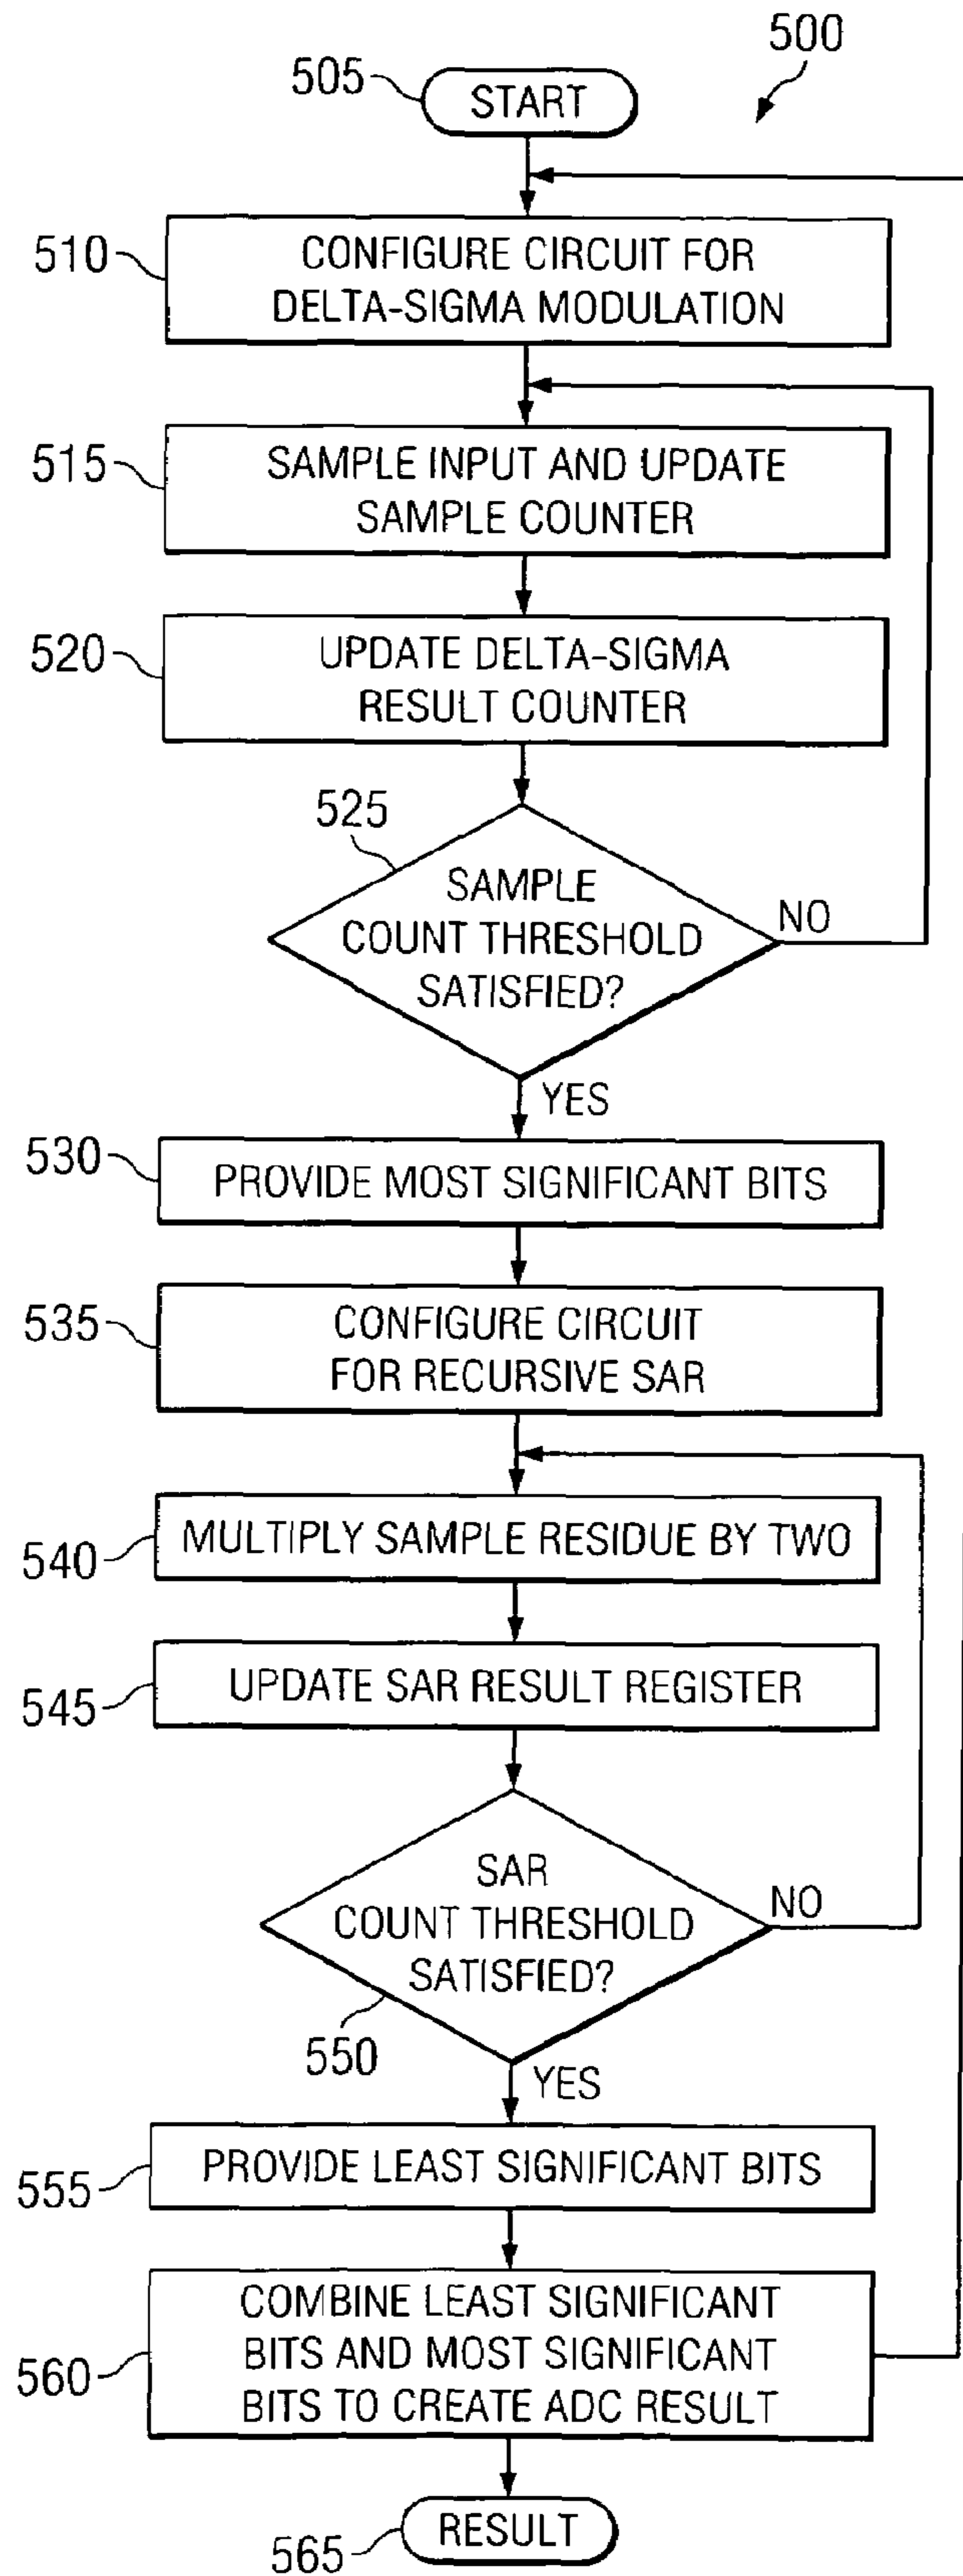 500
505
START
510
CONFIGURE CIRCUIT FOR
DELTA-SIGMA MODULATION
515
SAMPLE INPUT AND UPDATE
SAMPLE COUNTER
520
UPDATE DELTA-SIGMA
RESULT COUNTER
525
SAMPLE
COUNT THRESHOLD
SATISFIED?
NO
YES
530
PROVIDE MOST SIGNIFICANT BITS
535
CONFIGURE CIRCUIT
FOR RECURSIVE SAR
540
MULTIPLY SAMPLE RESIDUE BY TWO
545
UPDATE SAR RESULT REGISTER
SAR
COUNT THRESHOLD
SATISFIED?
NO
550
YES
555
PROVIDE LEAST SIGNIFICANT BITS
560
COMBINE LEAST SIGNIFICANT
BITS AND MOST SIGNIFICANT
BITS TO CREATE ADC RESULT
565
RESULT